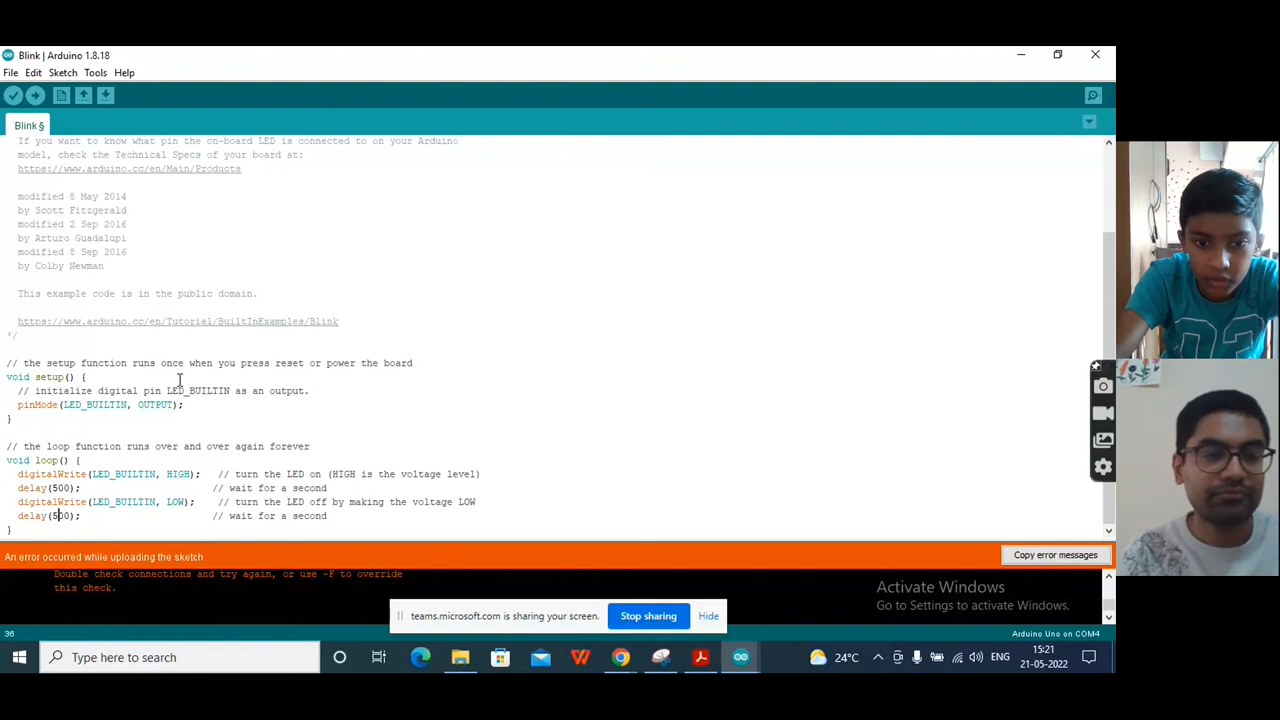 Blink | Arduino 1.8.18
File Edit Sketch Tools Help
Blink §
If you want to know what pin the on-board LED is connected to on your Arduino
model, check the Technical Specs of your board at:
https://www.arduino.cc/en/Main/Products
modified 8 May 2014
by Scott Fitzgerald
modified 2 Sep 2016
by Arturo Guadalupi
modified 8 Sep 2016
by Colby Newman
This example code is in the public domain.
https://www.arduino.cc/en/Tutorial/BuiltInExamples/Blink
*/
// the setup function runs once when you press reset or power the board
void setup() {
// initialize digital pin LED_BUILTIN as an output.
pinMode(LED_BUILTIN, OUTPUT);
}
// the loop function runs over and over again forever
void loop() {
digitalWrite(LED_BUILTIN, HIGH);   // turn the LED on (HIGH is the voltage level)
delay(500);                       // wait for a second
digitalWrite(LED_BUILTIN, LOW);    // turn the LED off by making the voltage LOW
delay(500);                       // wait for a second
}
An error occurred while uploading the sketch
Copy error messages
Double check connections and try again, or use -F to override
this check.
Activate Windows
Go to Settings to activate Windows.
teams.microsoft.com is sharing your screen. Stop sharing Hide
36
Arduino Uno on COM4
Type here to search
24°C
ENG
15:21
21-05-2022